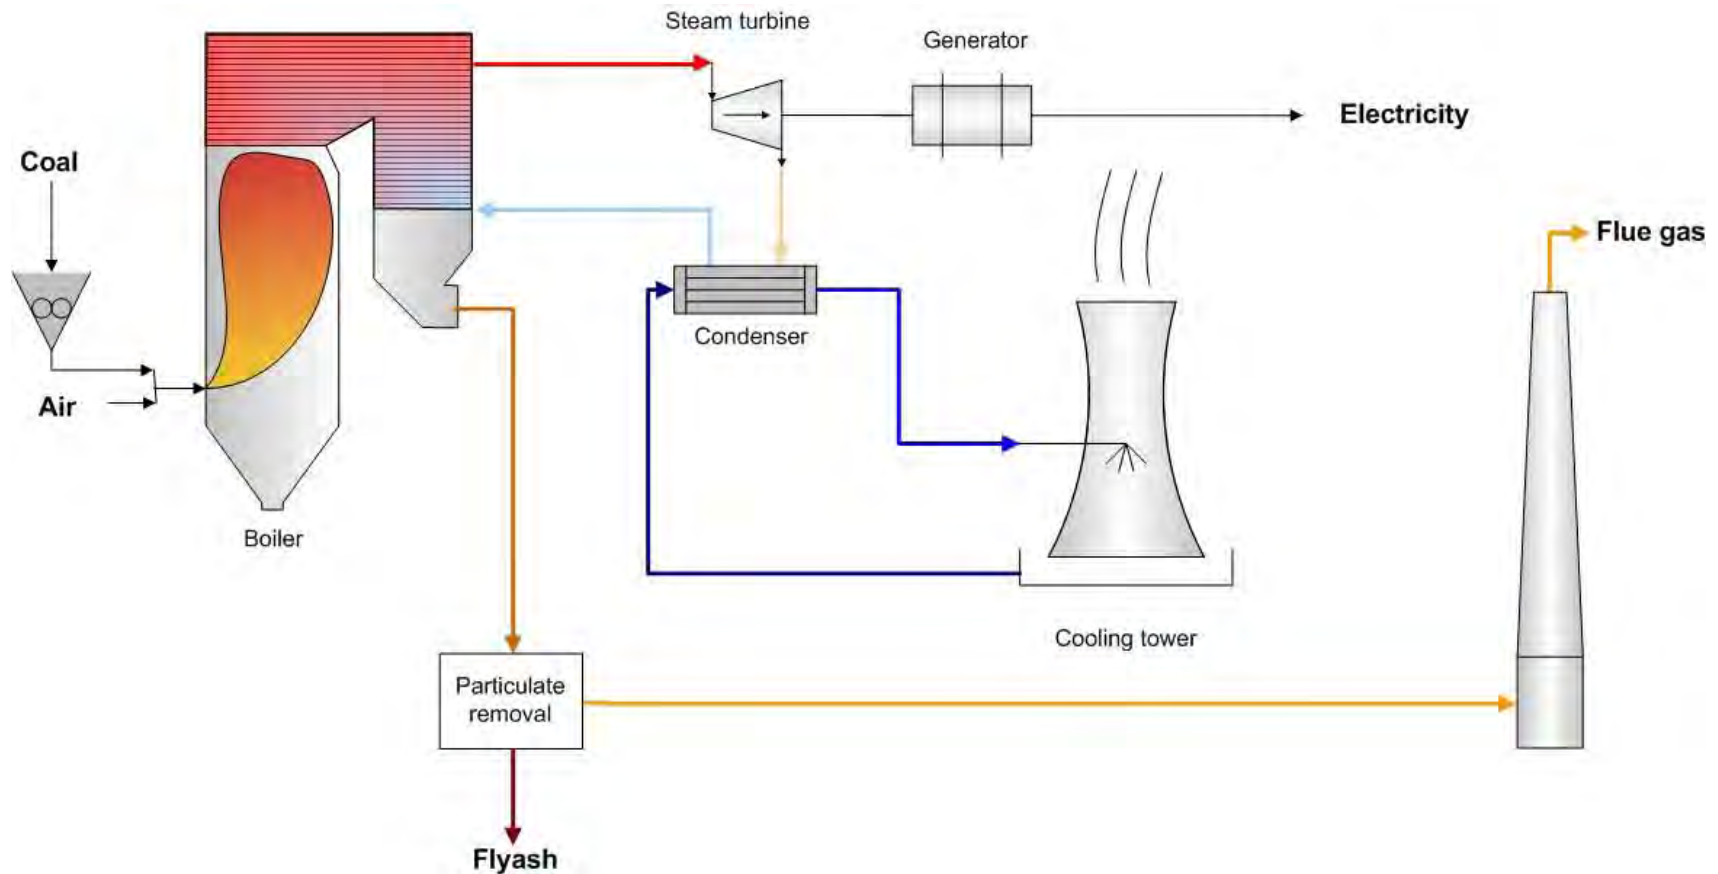 Steam turbine
Generator
Electricity
Coal
Flue gas
Condenser
Air
Boiler
Cooling tower
Particulate
removal
Flyash